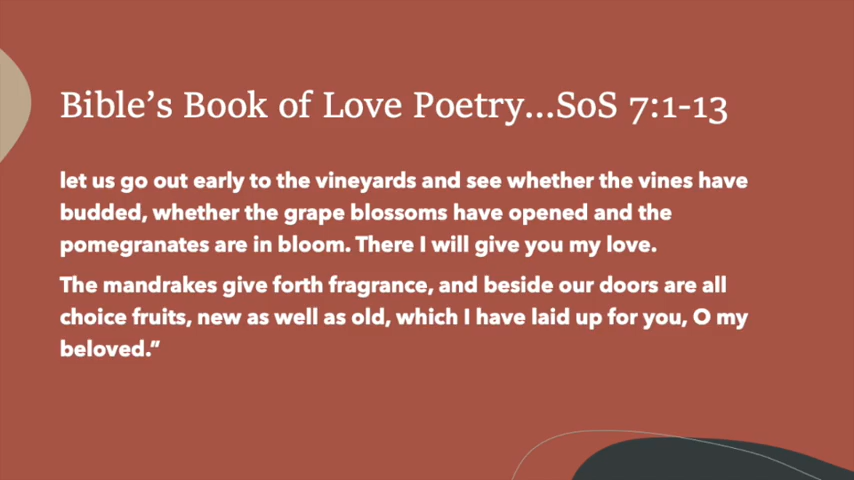 Bible’s Book of Love Poetry...SoS 7:1-13
let us go out early to the vineyards and see whether the vines have
budded, whether the grape blossoms have opened and the
pomegranates are in bloom. There I will give you my love.
The mandrakes give forth fragrance, and beside our doors are all
choice fruits, new as well as old, which I have laid up for you, O my
beloved.”